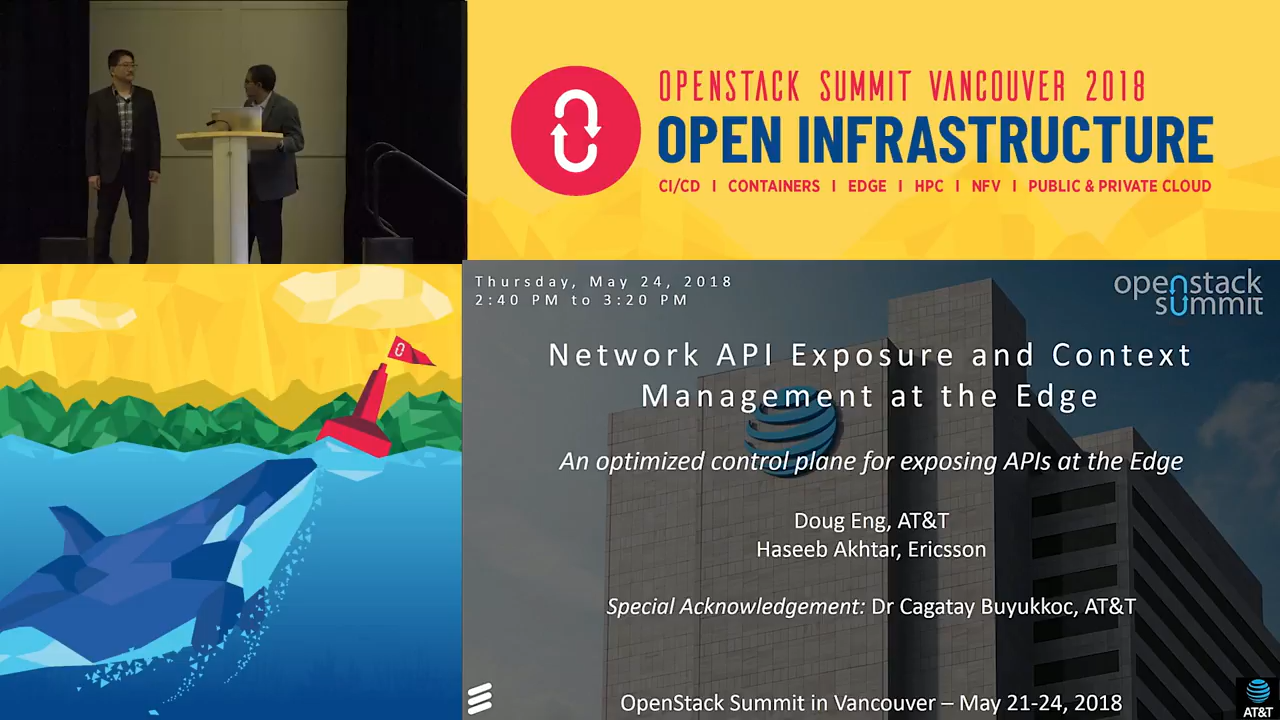 OPENSTACK SUMMIT VANCOUVER 2018
OPEN INFRASTRUCTURE
CI/CD | CONTAINERS | EDGE | HPC | NFV | PUBLIC & PRIVATE CLOUD
Thursday, May 24, 2018
2:40 PM to 3:20 PM
openstack
summit
Network API Exposure and Context
Management at the Edge
An optimized control plane for exposing APIs at the Edge
Doug Eng, AT&T
Haseeb Akhtar, Ericsson
Special Acknowledgement: Dr Cagatay Buyukkoc, AT&T
OpenStack Summit in Vancouver – May 21-24, 2018
AT&T